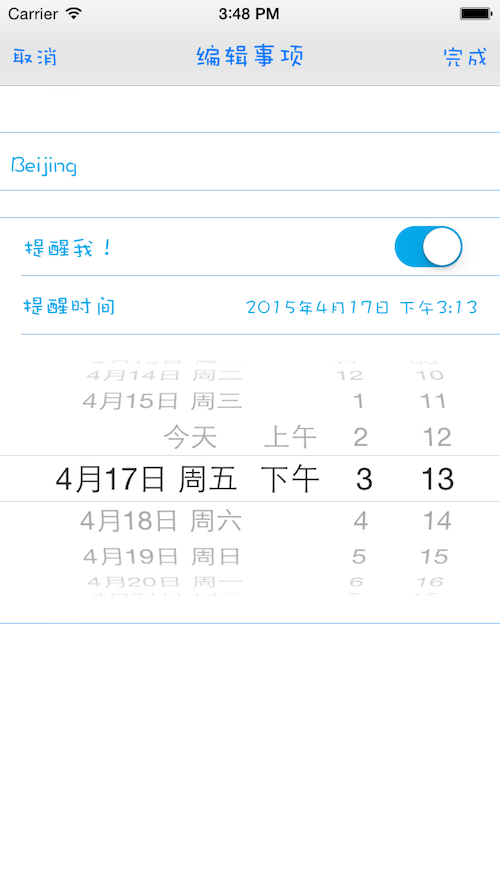 Carrier 3:48 PM
取消 编辑事项 完成
Beijing
提醒我！
提醒时间 2015年4月17日 下午3:13
4月14日 周二 12 10
4月15日 周三 1 11
今天 上午 2 12
4月17日 周五 下午 3 13
4月18日 周六 4 14
4月19日 周日 5 15
4月20日 周一 6 16